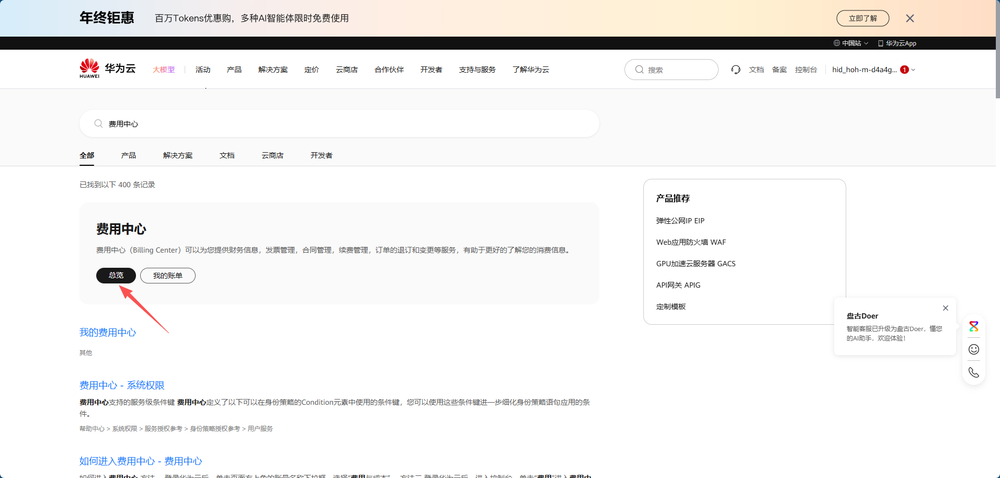 年终钜惠
百万Tokens优惠购，多种AI智能体限时免费使用
立即了解
中国站
华为云App
HUAWEI
华为云
大模型
活动
产品
解决方案
定价
云商店
合作伙伴
开发者
支持与服务
了解华为云
搜索
文档
备案
控制台
hid_hoh-m-d4a4g...
1
费用中心
全部
产品
解决方案
文档
云商店
开发者
已找到以下 400 条记录
费用中心
费用中心（Billing Center）可以为您提供财务信息，发票管理，合同管理，续费管理，订单的退订和变更等服务，有助于更好的了解您的消费信息。
总览
我的账单
我的费用中心
其他
费用中心 - 系统权限
费用中心支持的服务级条件键 费用中心定义了以下可以在身份策略的Condition元素中使用的条件键，您可以使用这些条件键进一步细化身份策略语句应用的条
件。
帮助中心 > 系统权限 > 服务授权参考 > 身份策略授权参考 > 用户服务
如何进入费用中心 - 费用中心
产品推荐
弹性公网IP EIP
Web应用防火墙 WAF
GPU加速云服务器 GACS
API网关 APIG
定制模板
盘古Doer
智能客服已升级为盘古Doer，懂您
的AI助手，欢迎体验！